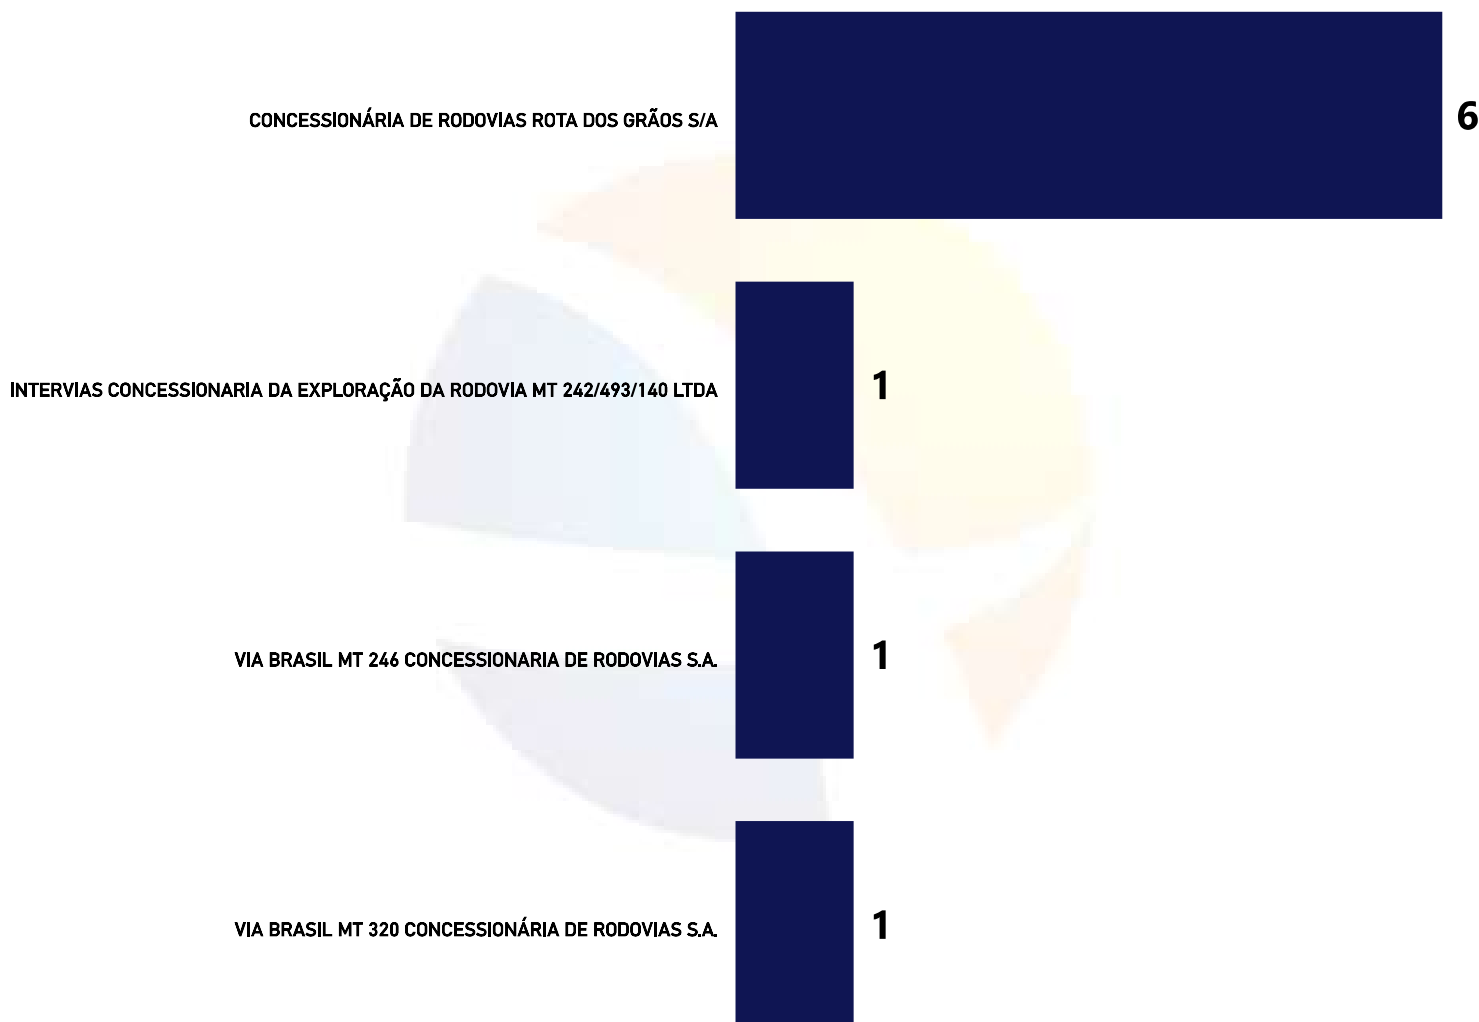 CONCESSIONÁRIA DE RODOVIAS ROTA DOS GRÃOS S/A 6
INTERVIAS CONCESSIONARIA DA EXPLORAÇÃO DA RODOVIA MT 242/493/140 LTDA 1
VIA BRASIL MT 246 CONCESSIONARIA DE RODOVIAS S.A. 1
VIA BRASIL MT 320 CONCESSIONÁRIA DE RODOVIAS S.A. 1